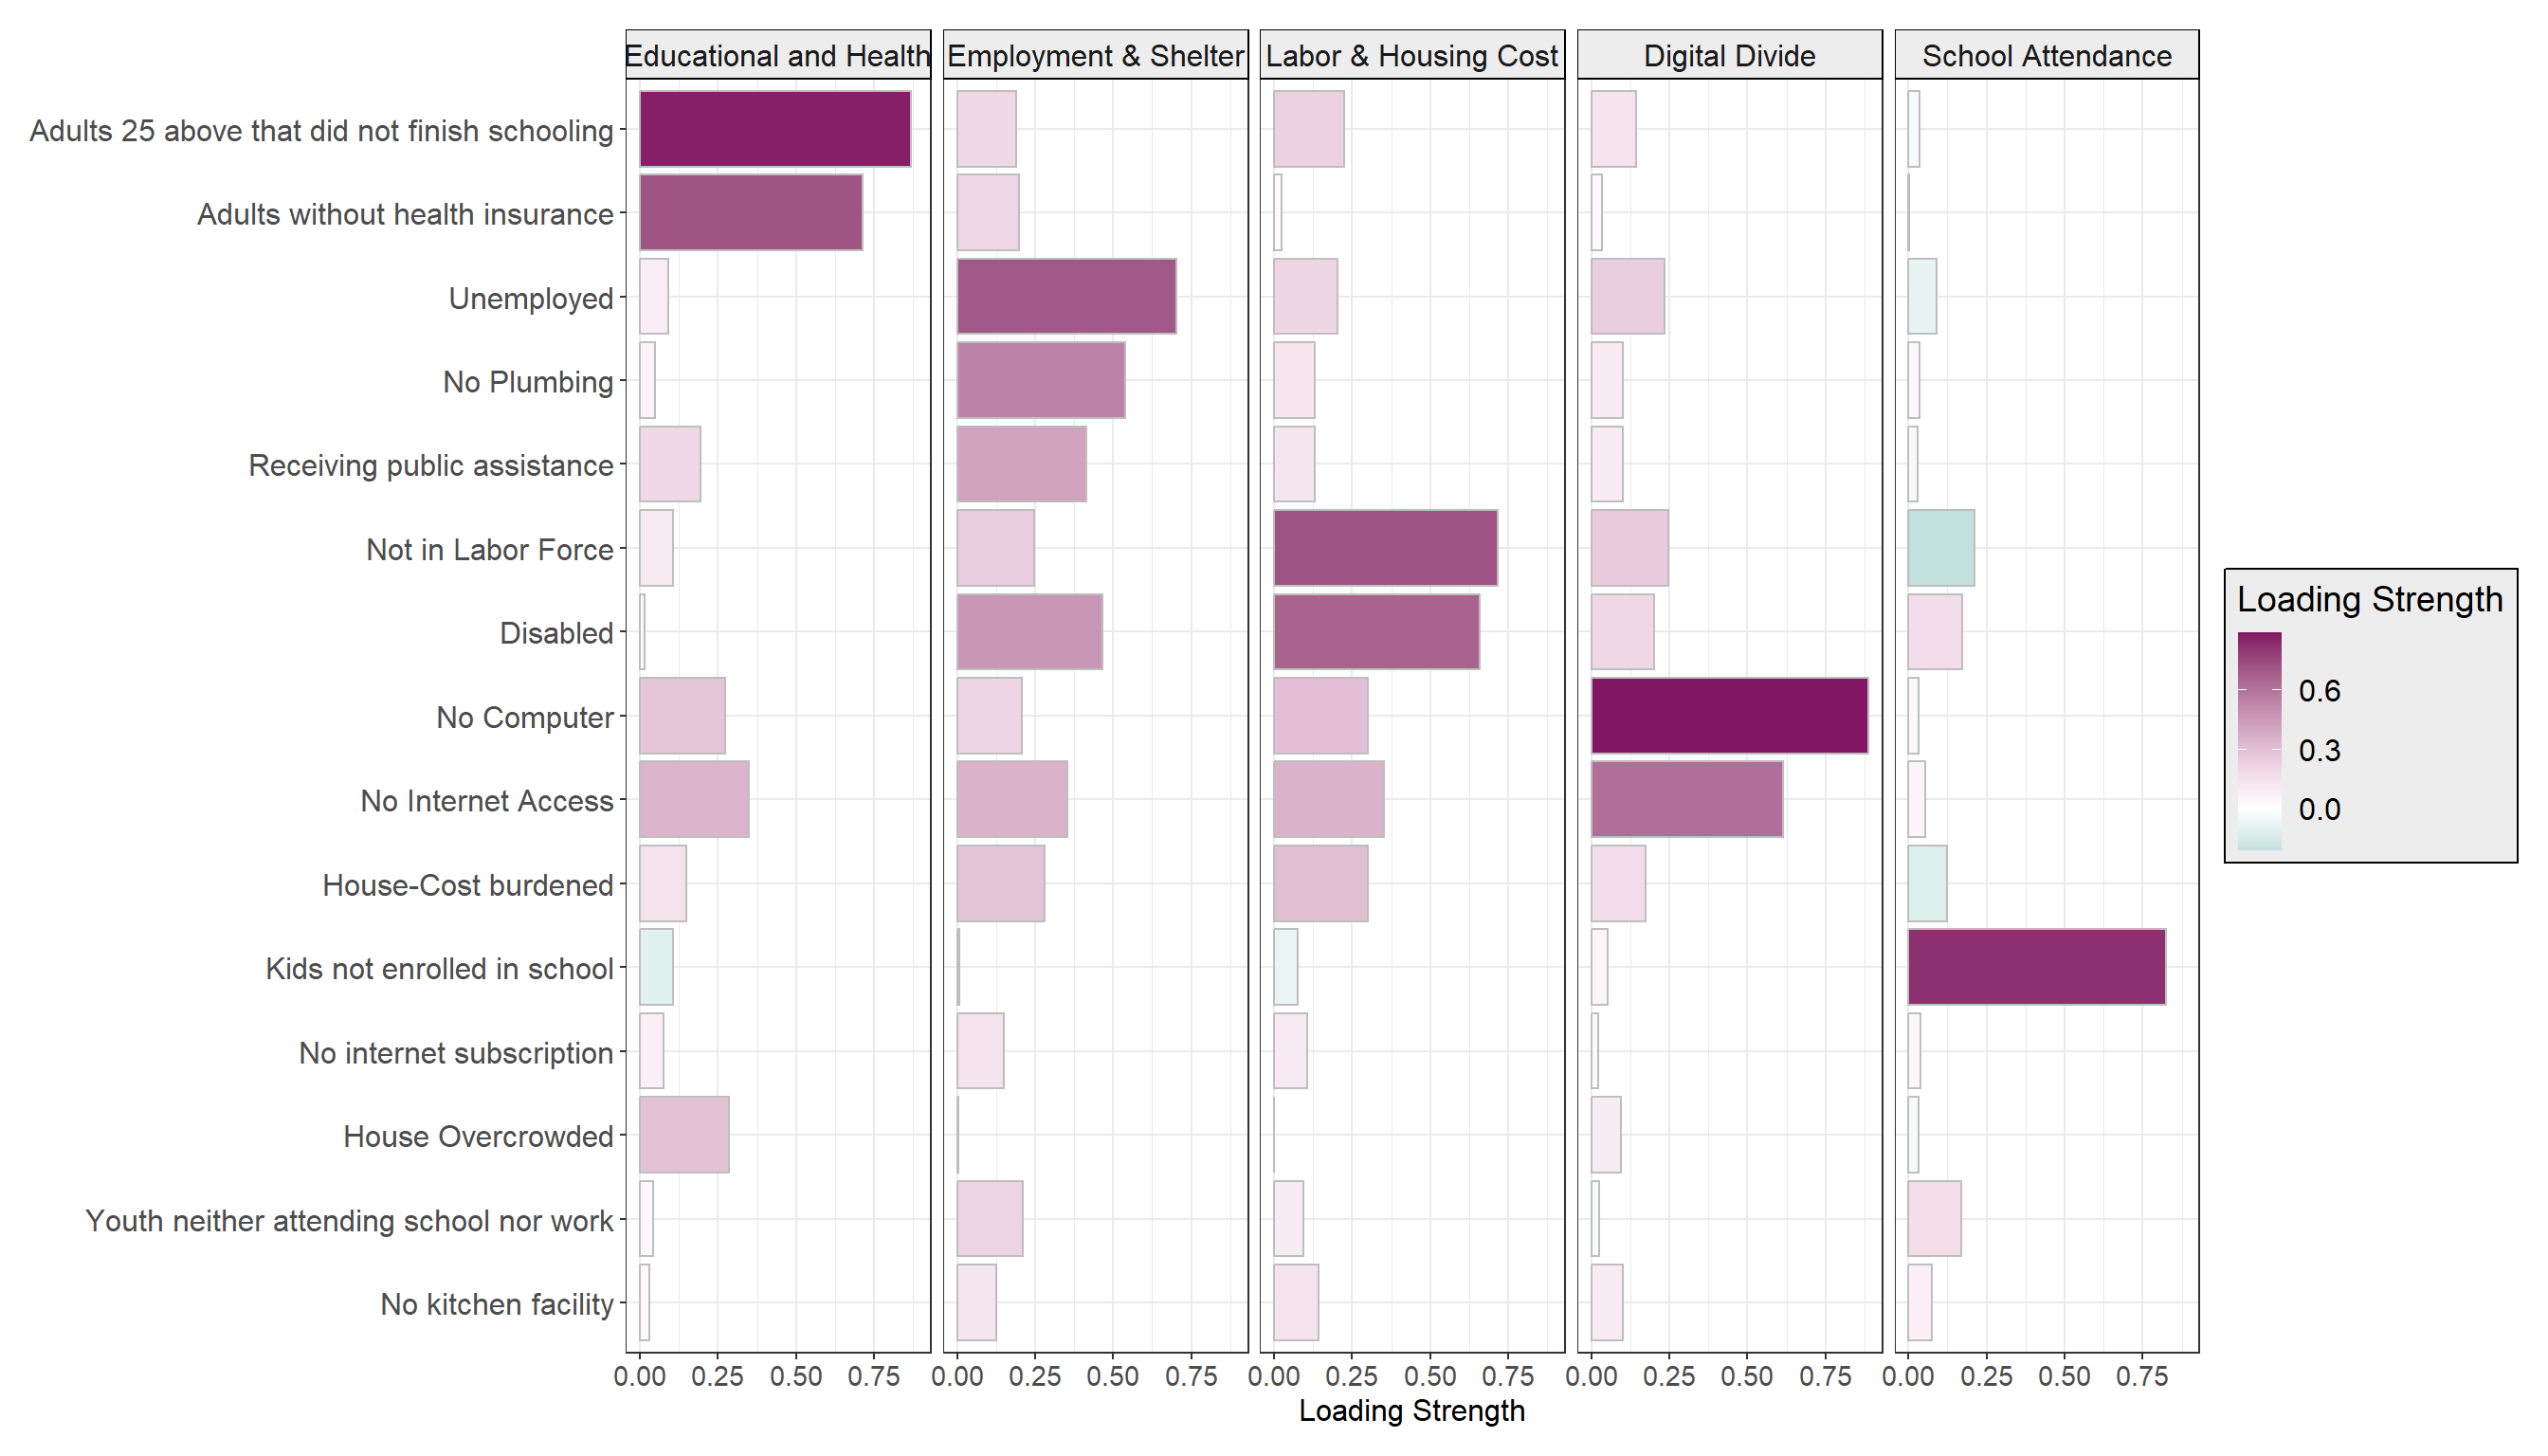 Educational and Health Employment & Shelter Labor & Housing Cost Digital Divide School Attendance
Adults 25 above that did not finish schooling
Adults without health insurance
Unemployed
No Plumbing
Receiving public assistance
Not in Labor Force
Disabled
No Computer
No Internet Access
House-Cost burdened
Kids not enrolled in school
No internet subscription
House Overcrowded
Youth neither attending school nor work
No kitchen facility
0.00 0.25 0.50 0.75 0.00 0.25 0.50 0.75 0.00 0.25 0.50 0.75 0.00 0.25 0.50 0.75 0.00 0.25 0.50 0.75
Loading Strength
Loading Strength
0.6
0.3
0.0